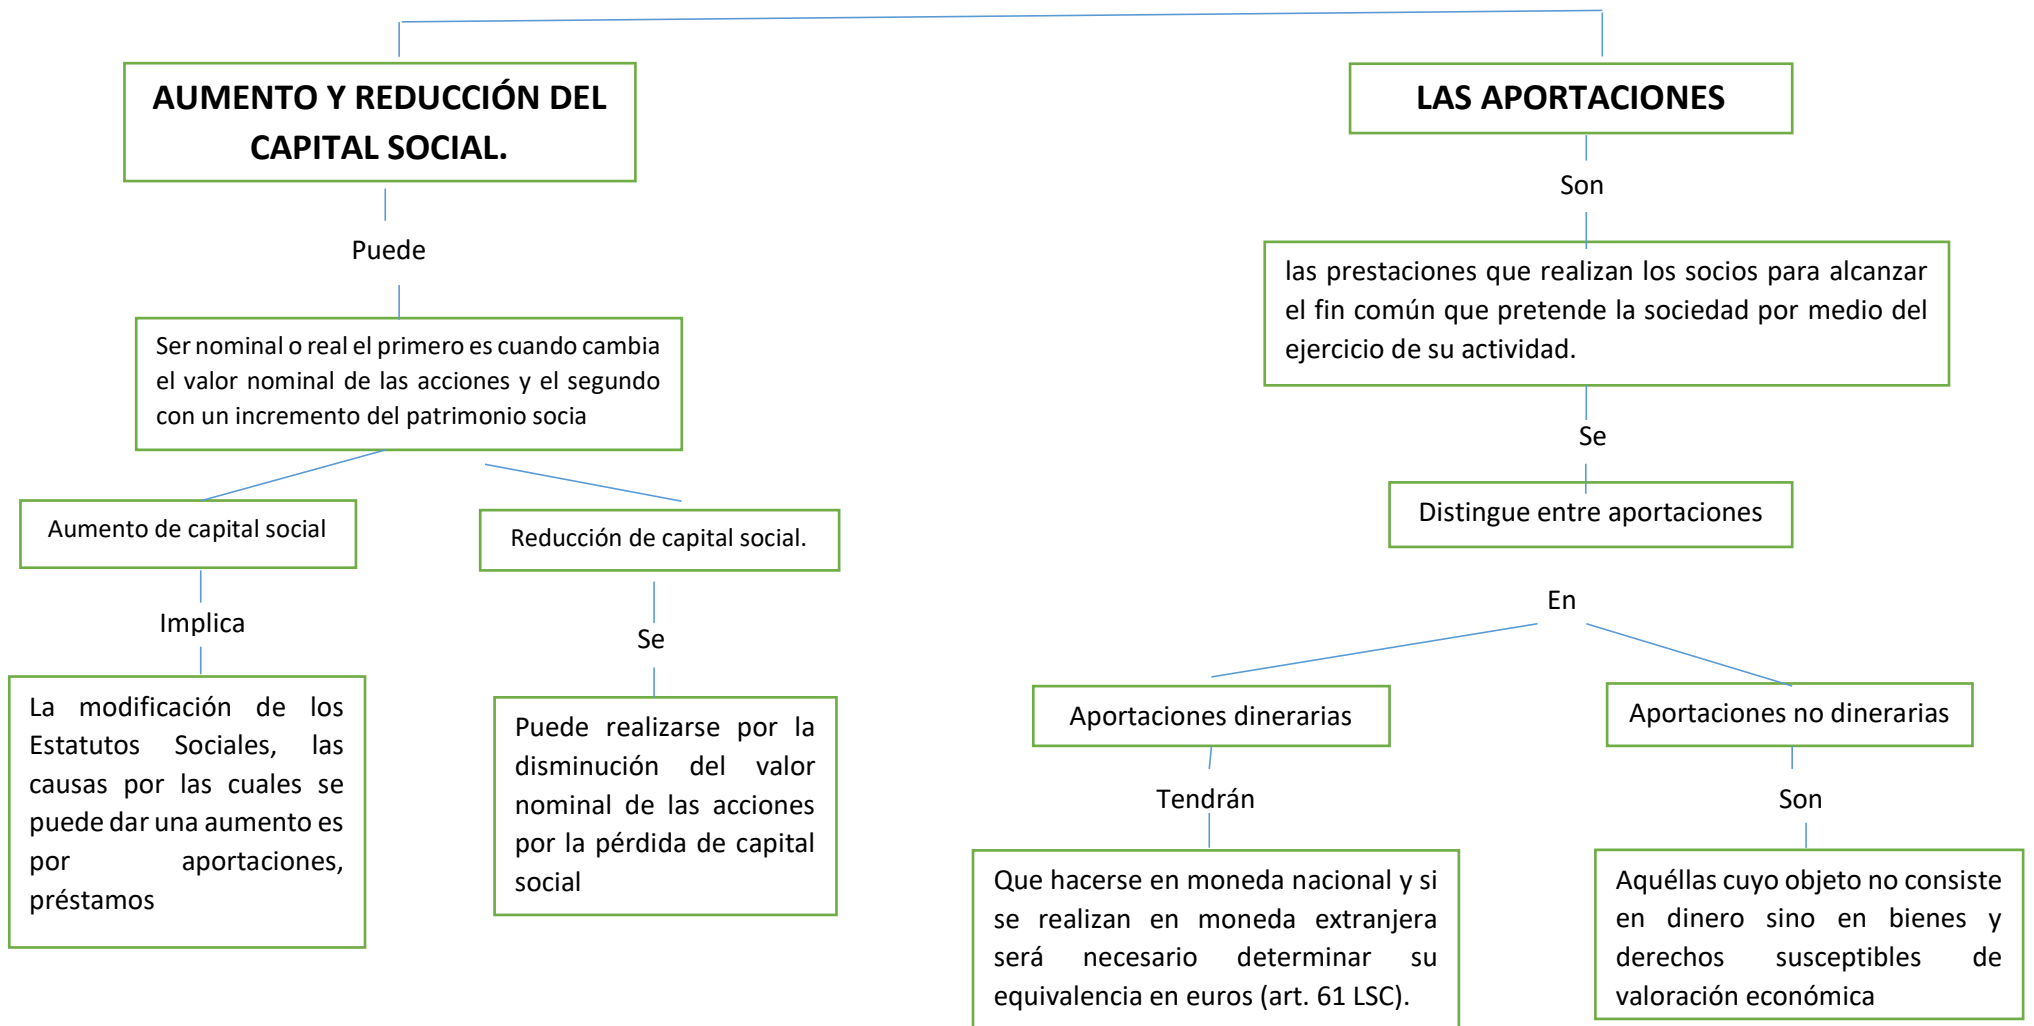 AUMENTO Y REDUCCIÓN DEL
CAPITAL SOCIAL.
Puede
Ser nominal o real el primero es cuando cambia
el valor nominal de las acciones y el segundo
con un incremento del patrimonio socia
Aumento de capital social
Implica
La modificación de los
Estatutos Sociales, las
causas por las cuales se
puede dar una aumento es
por aportaciones,
préstamos
Reducción de capital social.
Se
Puede realizarse por la
disminución del valor
nominal de las acciones
por la pérdida de capital
social
LAS APORTACIONES
Son
las prestaciones que realizan los socios para alcanzar
el fin común que pretende la sociedad por medio del
ejercicio de su actividad.
Se
Distingue entre aportaciones
En
Aportaciones dinerarias
Tendrán
Que hacerse en moneda nacional y si
se realizan en moneda extranjera
será necesario determinar su
equivalencia en euros (art. 61 LSC).
Aportaciones no dinerarias
Son
Aquéllas cuyo objeto no consiste
en dinero sino en bienes y
derechos susceptibles de
valoración económica